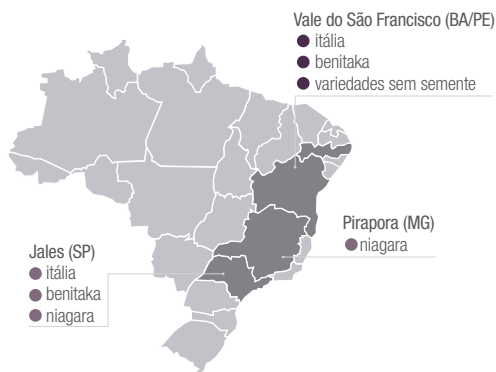 Vale do São Francisco (BA/PE)
itália
benitaka
variedades sem semente
Pirapora (MG)
niagara
Jales (SP)
itália
benitaka
niagara